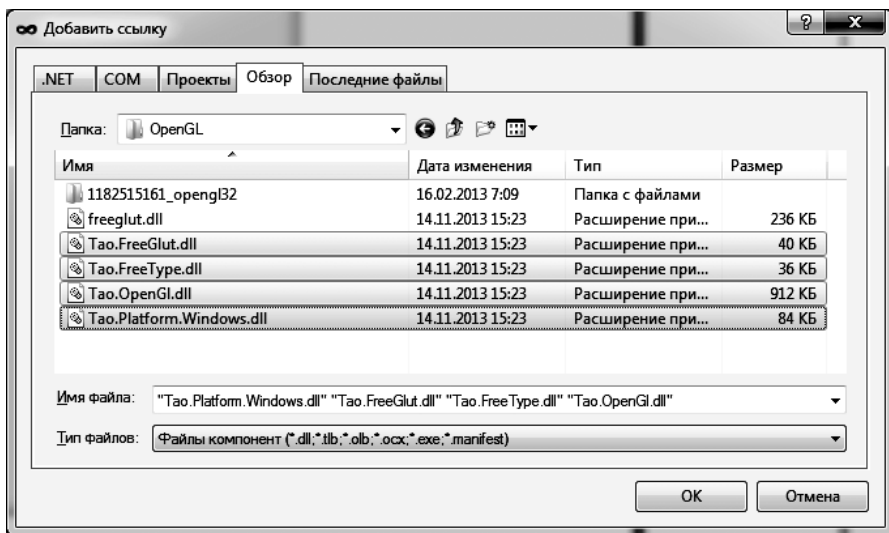 Добавить ссылку
.NET COM Проекты Обзор Последние файлы
Папка: OpenGL
Имя Дата изменения Тип Размер
1182515161_opengl32 16.02.2013 7:09 Папка с файлами
freeglut.dll 14.11.2013 15:23 Расширение при... 236 КБ
Tao.FreeGlut.dll 14.11.2013 15:23 Расширение при... 40 КБ
Tao.FreeType.dll 14.11.2013 15:23 Расширение при... 36 КБ
Tao.OpenGl.dll 14.11.2013 15:23 Расширение при... 912 КБ
Tao.Platform.Windows.dll 14.11.2013 15:23 Расширение при... 84 КБ
Имя файла: "Tao.Platform.Windows.dll" "Tao.FreeGlut.dll" "Tao.FreeType.dll" "Tao.OpenGl.dll"
Тип файлов: Файлы компонент (*.dll;*.tlb;*.olb;*.ocx;*.exe;*.manifest)
OK Отмена